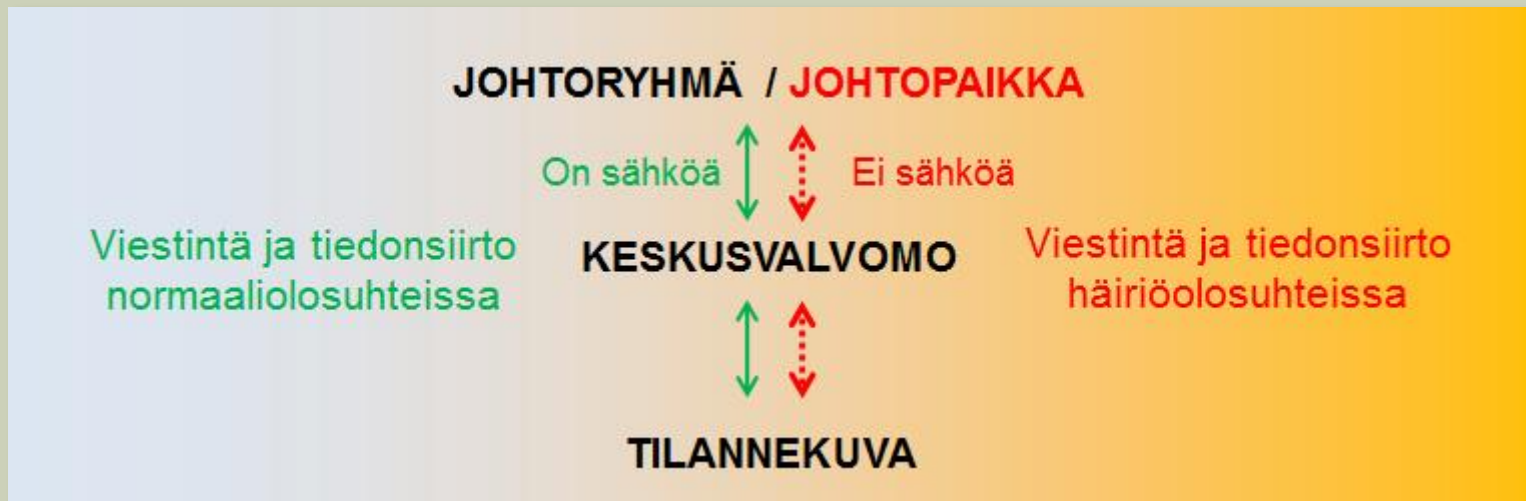 JOHTORYHMÄ / JOHTOPAIKKA
On sähköä
Ei sähköä
Viestintä ja tiedonsiirto
normaaliolosuhteissa
KESKUSVALVOMO
Viestintä ja tiedonsiirto
häiriöolosuhteissa
TILANNEKUVA